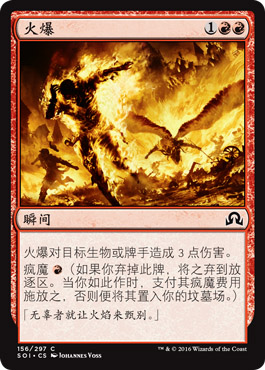 火爆 1
瞬间
火爆对目标生物或牌手造成3点伤害。
疯魔（如果你弃掉此牌，将之弃到放
逐区。当你如此作时，支付其疯魔费用
施放之，否则便将其置入你的坟墓场。）
「无辜者就让火焰来甄别。」
156/297 C
SOI • CS Johannes Voss
™ & © 2016 Wizards of the Coast